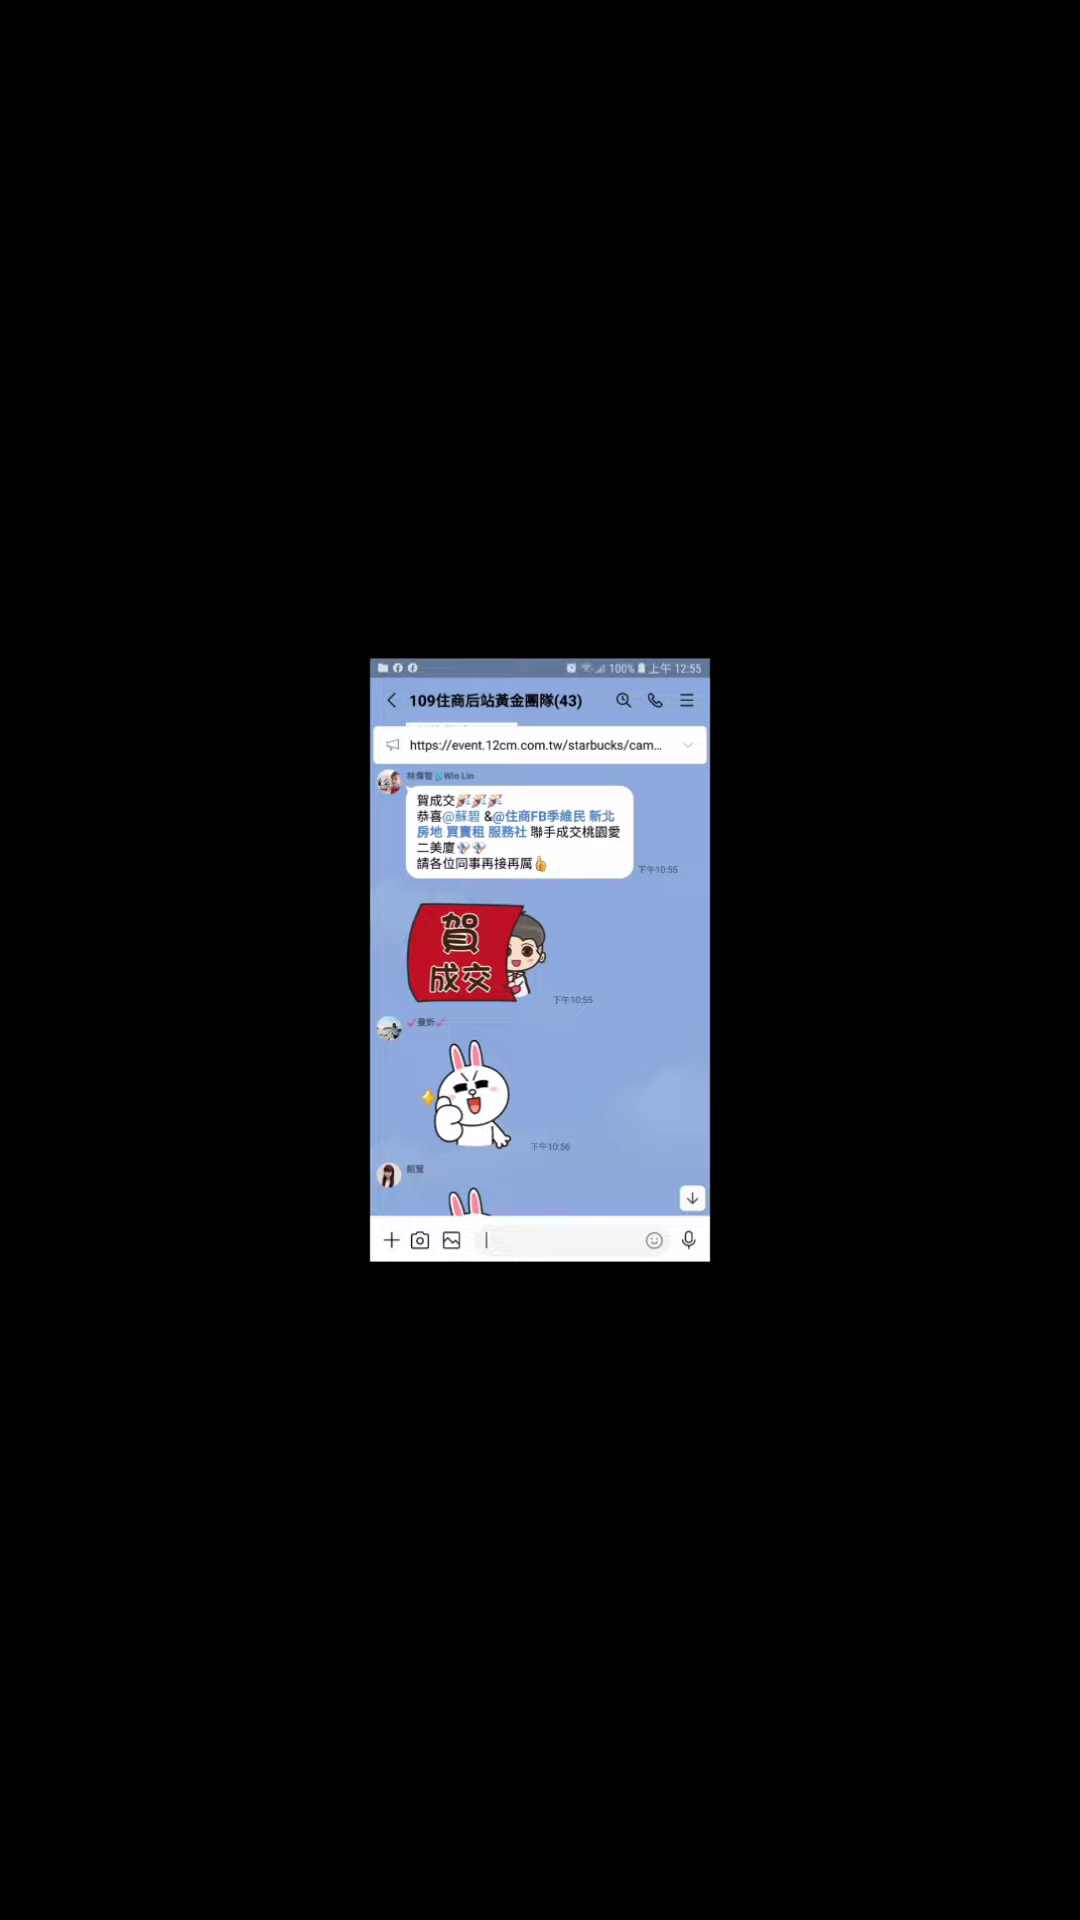 100% 上午 12:55
109住商后站黃金團隊(43)
https://event.12cm.com.tw/starbucks/cam...
林偉智 Win Lin
賀成交🎉🎉🎉
恭喜@蘇碧 &@住商FB季維民 新北
房地 買賣租 服務社 聯手成交桃園愛
二美廈
請各位同事再接再厲👍
下午10:55
賀
成交
下午10:55
下午10:56